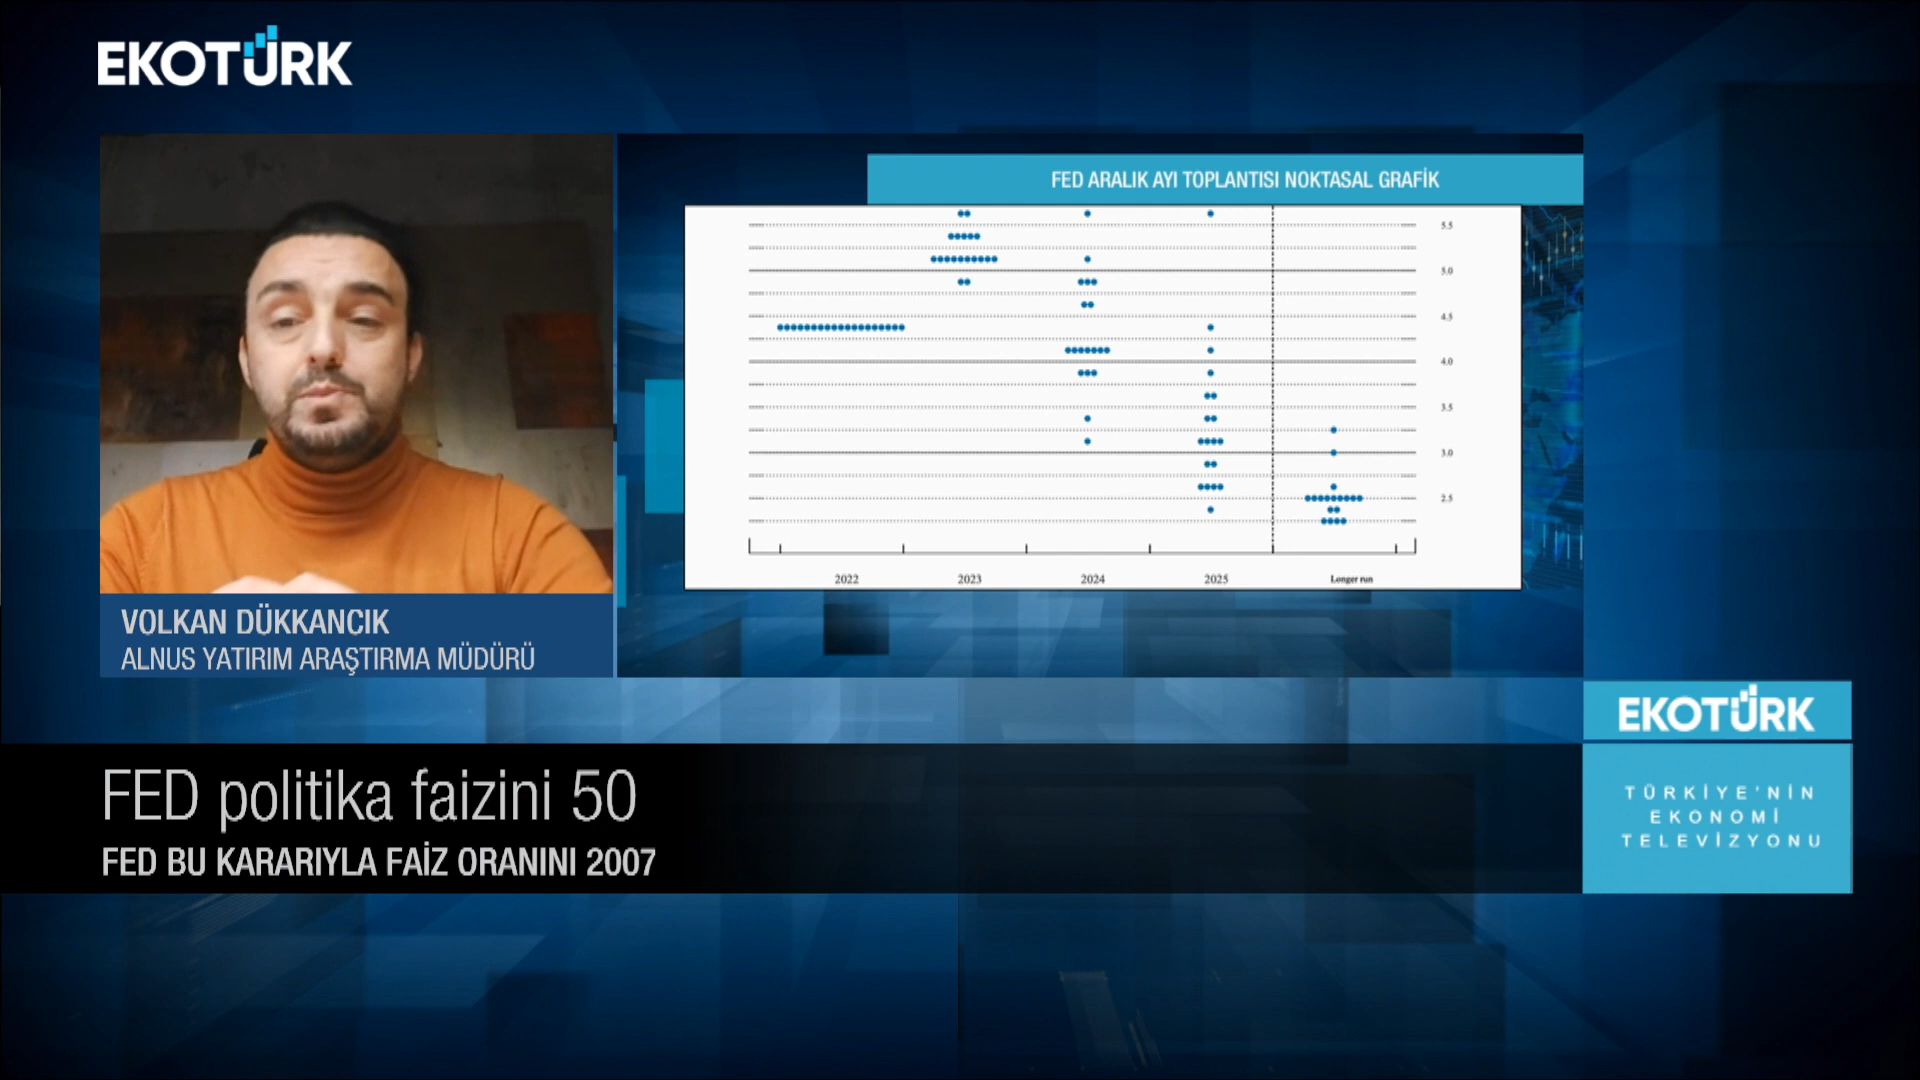 EKOTÜRK
FED ARALIK AYI TOPLANTISI NOKTASAL GRAFİK
5.5
5.0
4.5
4.0
3.5
3.0
2.5
2022 2023 2024 2025 Longer run
VOLKAN DÜKKANCIK
ALNUS YATIRIM ARAŞTIRMA MÜDÜRÜ
EKOTÜRK
TÜRKİYE'NİN
EKONOMİ
TELEVİZYONU
FED politika faizini 50
FED BU KARARIYLA FAİZ ORANINI 2007